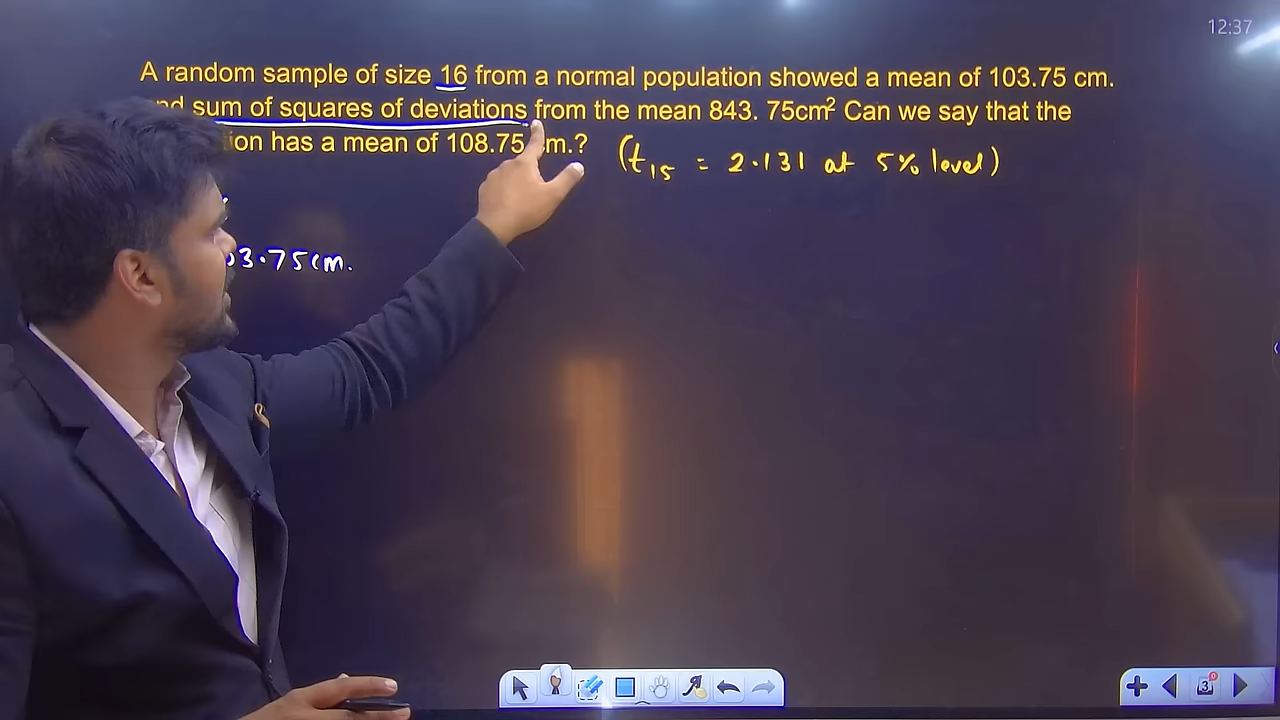 12:37
A random sample of size 16 from a normal population showed a mean of 103.75 cm.
sum of squares of deviations from the mean 843. 75cm² Can we say that the
has a mean of 108.75 cm.?
(t₁₅ = 2.131 at 5% level)
03.75cm.
3